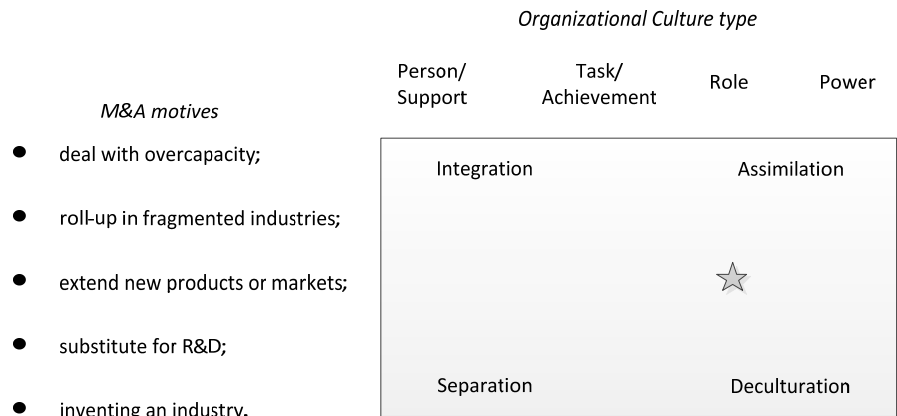 Organizational Culture type
Person/
Support
Task/
Achievement
Role
Power
M&A motives
deal with overcapacity;
Integration
Assimilation
roll-up in fragmented industries;
extend new products or markets;
substitute for R&D;
Separation
Deculturation
inventing an industry.